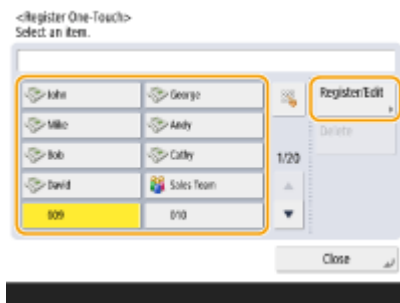 <Register One-Touch>
Select an item.
John
George
Register/Edit
Mike
Andy
Delete
Bob
Cathy
1/20
David
Sales Team
009
010
Close